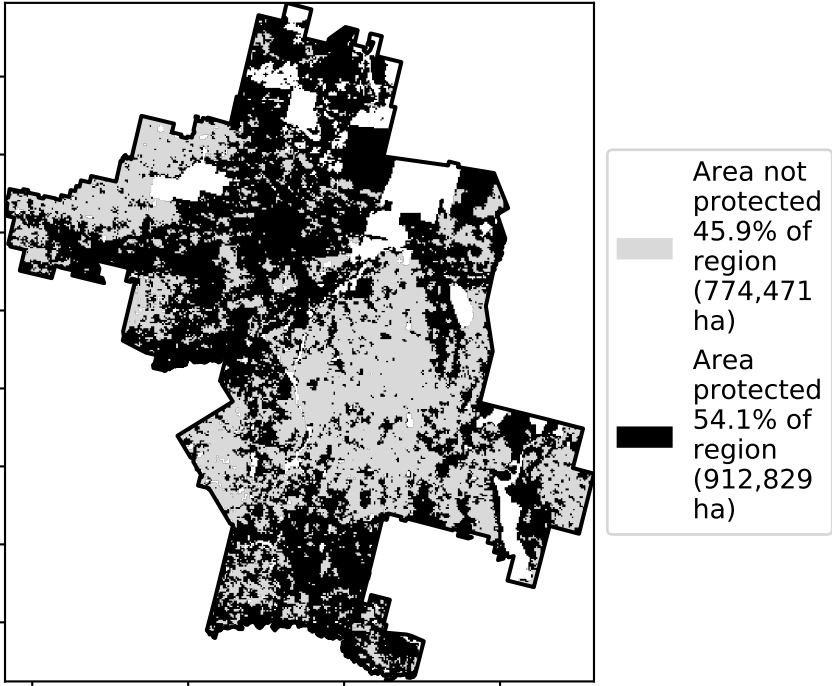 Area not
protected
45.9% of
region
(774,471
ha)
Area
protected
54.1% of
region
(912,829
ha)